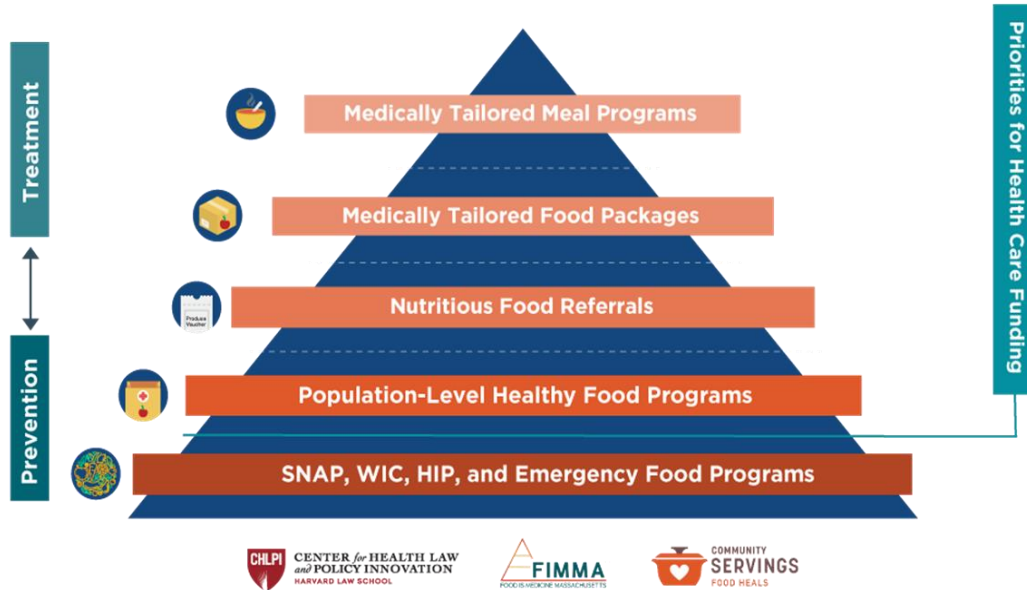 Treatment
Prevention
Priorities for Health Care Funding
Medically Tailored Meal Programs
Medically Tailored Food Packages
Produce
Voucher
Nutritious Food Referrals
Population-Level Healthy Food Programs
SNAP, WIC, HIP, and Emergency Food Programs
CHLPI
CENTER for HEALTH LAW
and POLICY INNOVATION
HARVARD LAW SCHOOL
FIMMA
FOOD IS MEDICINE MASSACHUSETTS
COMMUNITY
SERVINGS
FOOD HEALS